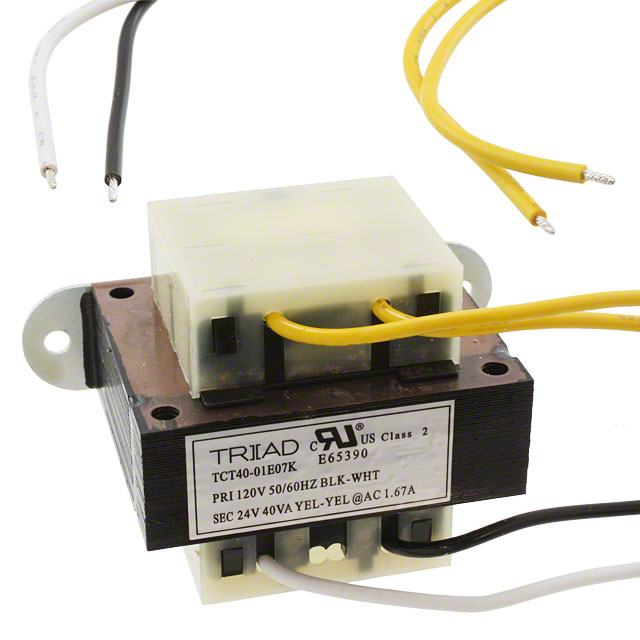 TRIAD C RU® US Class 2
TCT40-01E07K E65390
PRI 120V 50/60HZ BLK-WHT
SEC 24V 40VA YEL-YEL @AC 1.67A